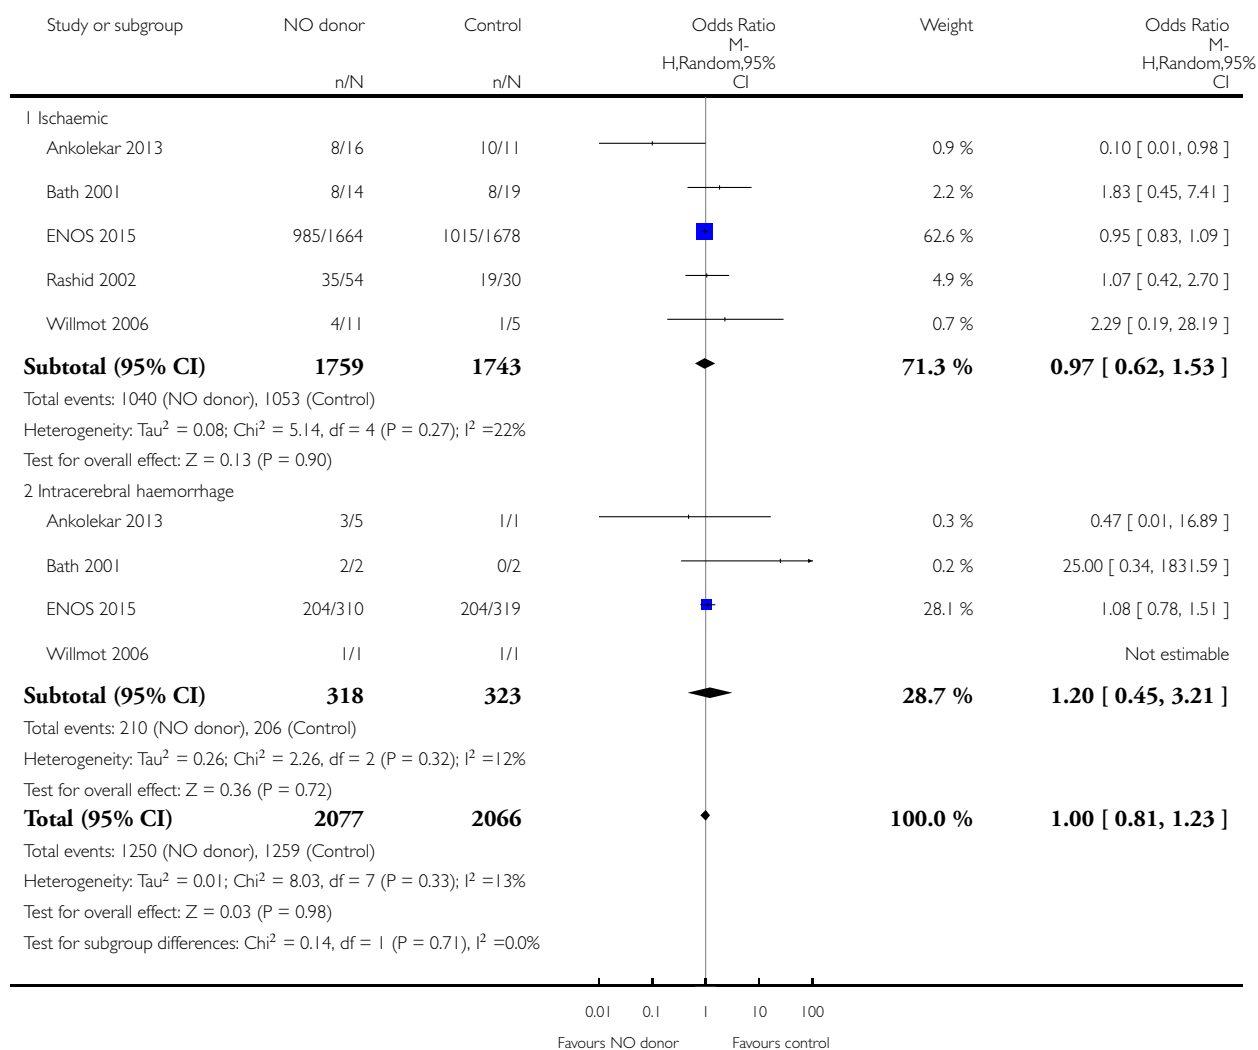 Study or subgroup NO donor Control Odds Ratio Weight Odds Ratio
M- M-
H,Random,95% H,Random,95%
n/N n/N CI CI
1 Ischaemic
Ankolekar 2013 8/16 10/11 0.9 % 0.10 [ 0.01, 0.98 ]
Bath 2001 8/14 8/19 2.2 % 1.83 [ 0.45, 7.41 ]
ENOS 2015 985/1664 1015/1678 62.6 % 0.95 [ 0.83, 1.09 ]
Rashid 2002 35/54 19/30 4.9 % 1.07 [ 0.42, 2.70 ]
Willmot 2006 4/11 1/5 0.7 % 2.29 [ 0.19, 28.19 ]
Subtotal (95% CI) 1759 1743 71.3 % 0.97 [ 0.62, 1.53 ]
Total events: 1040 (NO donor), 1053 (Control)
Heterogeneity: Tau² = 0.08; Chi² = 5.14, df = 4 (P = 0.27); I² =22%
Test for overall effect: Z = 0.13 (P = 0.90)
2 Intracerebral haemorrhage
Ankolekar 2013 3/5 1/1 0.3 % 0.47 [ 0.01, 16.89 ]
Bath 2001 2/2 0/2 0.2 % 25.00 [ 0.34, 1831.59 ]
ENOS 2015 204/310 204/319 28.1 % 1.08 [ 0.78, 1.51 ]
Willmot 2006 1/1 1/1 Not estimable
Subtotal (95% CI) 318 323 28.7 % 1.20 [ 0.45, 3.21 ]
Total events: 210 (NO donor), 206 (Control)
Heterogeneity: Tau² = 0.26; Chi² = 2.26, df = 2 (P = 0.32); I² =12%
Test for overall effect: Z = 0.36 (P = 0.72)
Total (95% CI) 2077 2066 100.0 % 1.00 [ 0.81, 1.23 ]
Total events: 1250 (NO donor), 1259 (Control)
Heterogeneity: Tau² = 0.01; Chi² = 8.03, df = 7 (P = 0.33); I² =13%
Test for overall effect: Z = 0.03 (P = 0.98)
Test for subgroup differences: Chi² = 0.14, df = 1 (P = 0.71), I² =0.0%
0.01 0.1 1 10 100
Favours NO donor Favours control